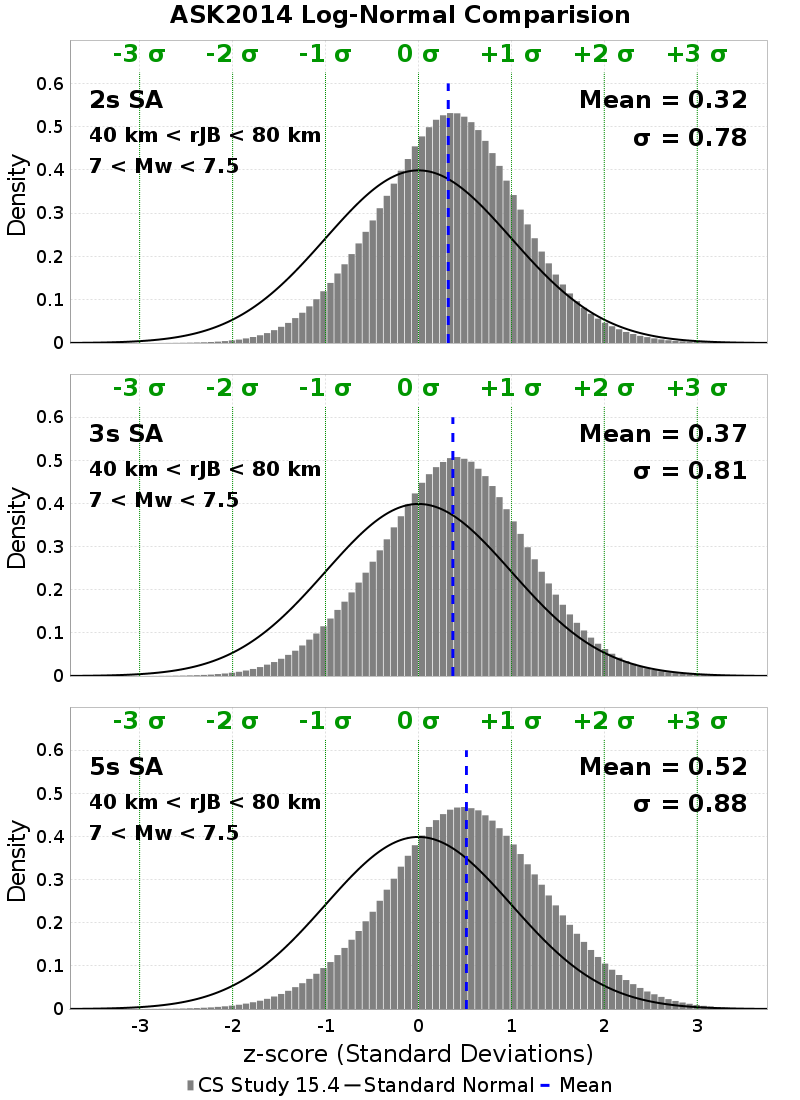 ASK2014 Log-Normal Comparision
-3 σ -2 σ -1 σ 0 σ +1 σ +2 σ +3 σ
0.6
2s SA Mean = 0.32
0.5
40 km < rJB < 80 km σ = 0.78
7 < Mw < 7.5
0.4
0.3
0.2
0.1
0
Density
-3 σ -2 σ -1 σ 0 σ +1 σ +2 σ +3 σ
0.6
3s SA Mean = 0.37
0.5
40 km < rJB < 80 km σ = 0.81
7 < Mw < 7.5
0.4
0.3
0.2
0.1
0
Density
-3 σ -2 σ -1 σ 0 σ +1 σ +2 σ +3 σ
0.6
5s SA Mean = 0.52
0.5
40 km < rJB < 80 km σ = 0.88
7 < Mw < 7.5
0.4
0.3
0.2
0.1
0
Density
-3 -2 -1 0 1 2 3
z-score (Standard Deviations)
CS Study 15.4 Standard Normal Mean